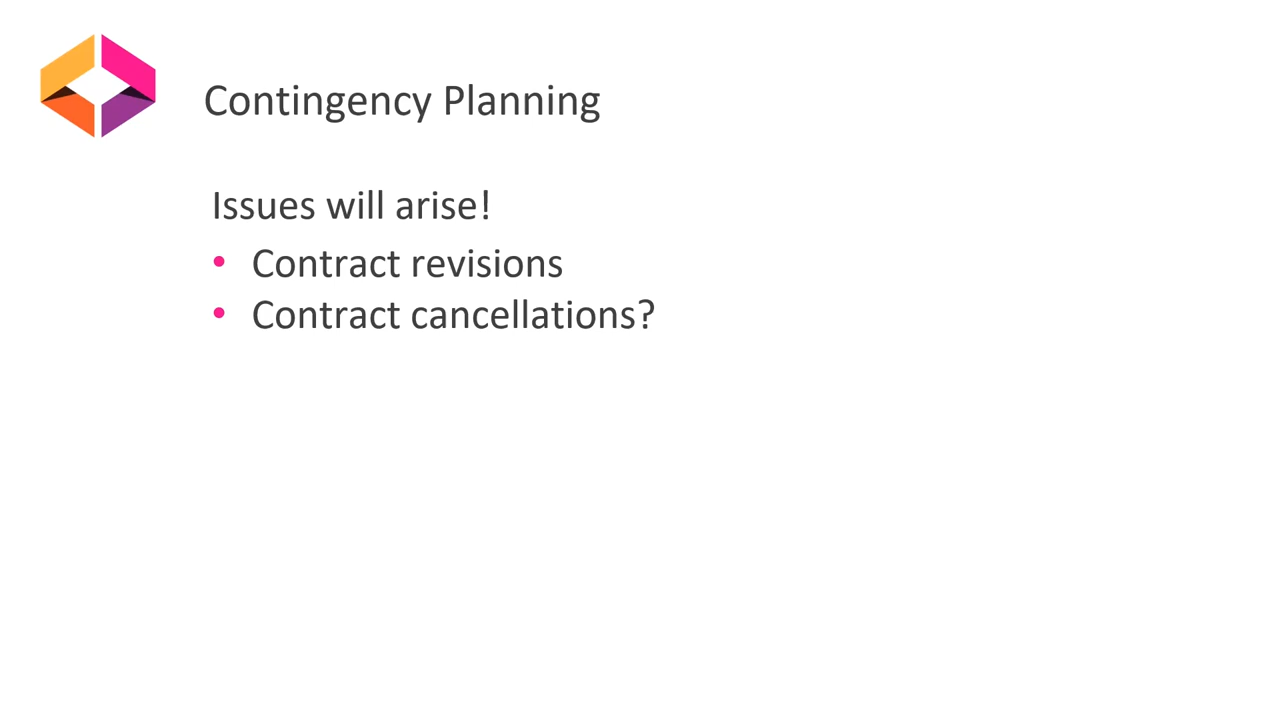 Contingency Planning
Issues will arise!
• Contract revisions
• Contract cancellations?